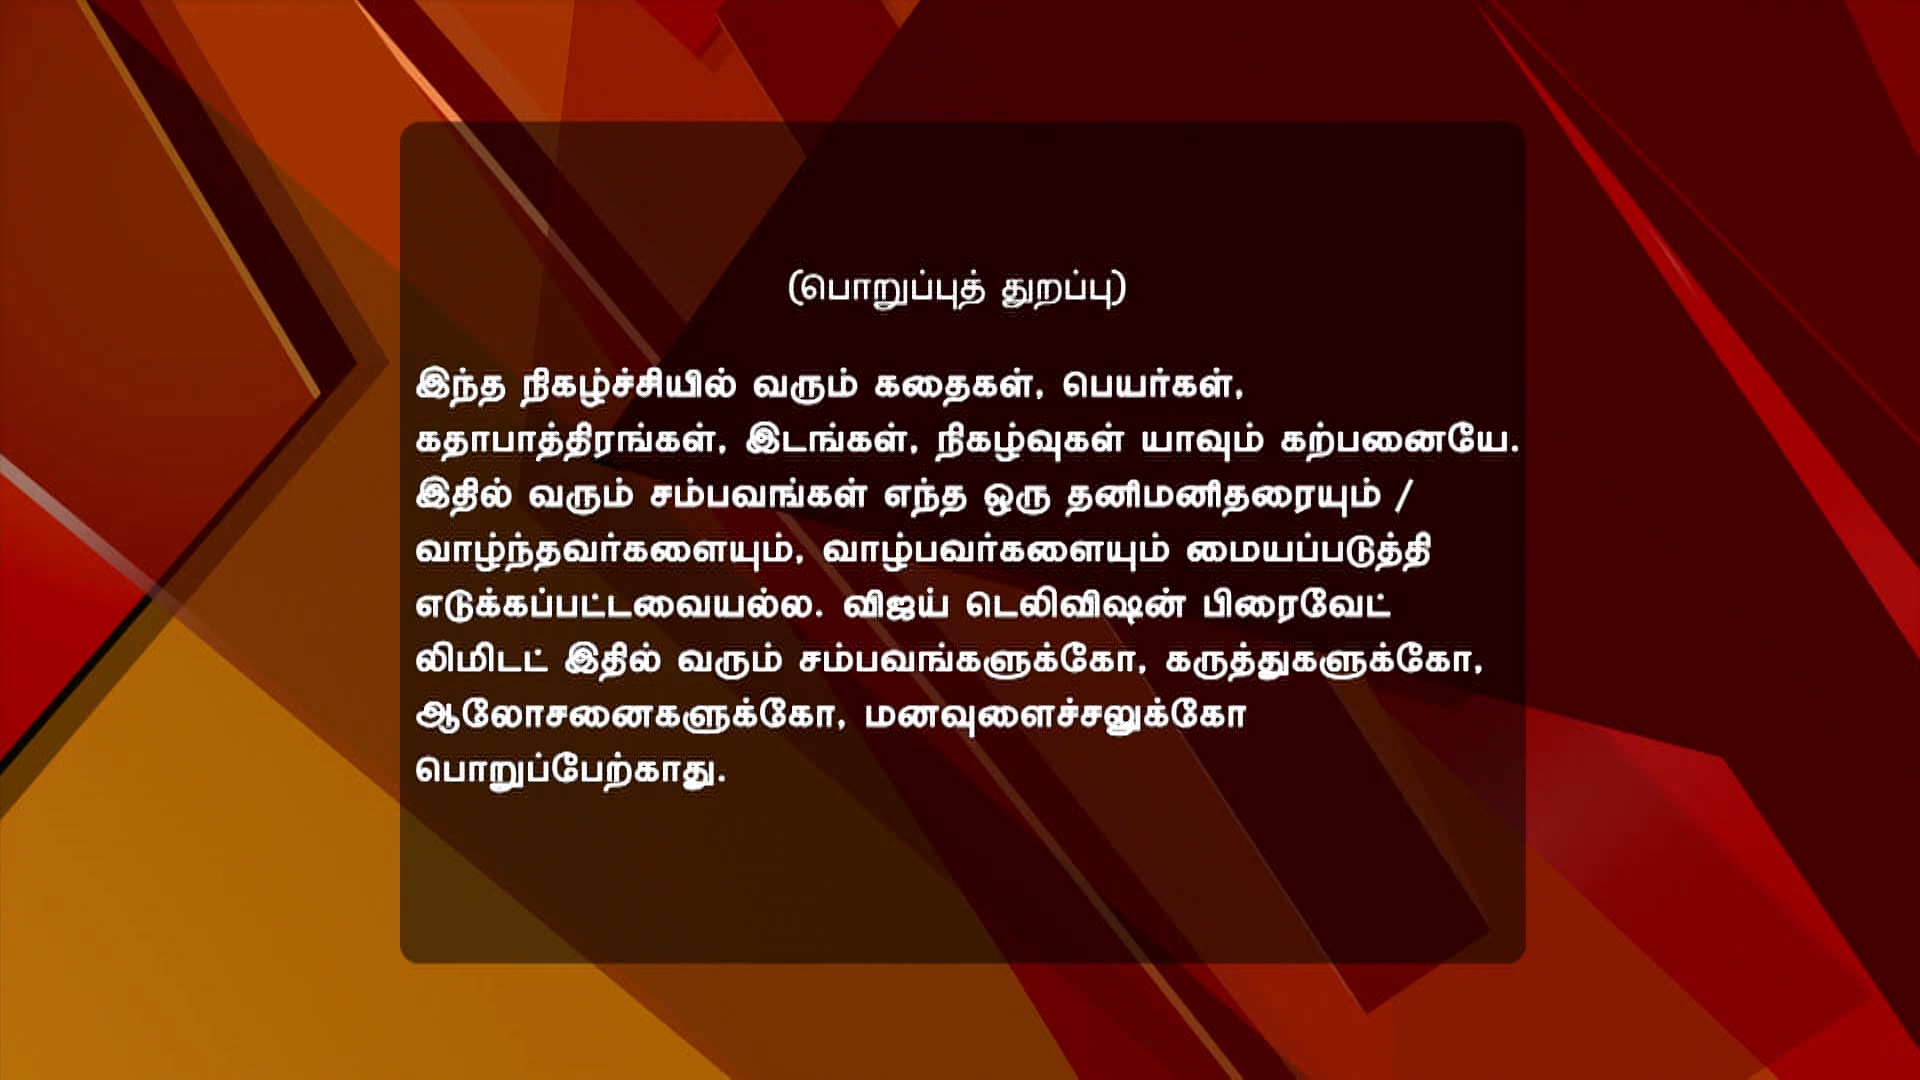 (பொறுப்புத் துறப்பு)
இந்த நிகழ்ச்சியில் வரும் கதைகள், பெயர்கள்,
கதாபாத்திரங்கள், இடங்கள், நிகழ்வுகள் யாவும் கற்பனையே.
இதில் வரும் சம்பவங்கள் எந்த ஒரு தனிமனிதரையும் /
வாழ்ந்தவர்களையும், வாழ்பவர்களையும் மையப்படுத்தி
எடுக்கப்பட்டவையல்ல. விஜய் டெலிவிஷன் பிரைவேட்
லிமிடட் இதில் வரும் சம்பவங்களுக்கோ, கருத்துகளுக்கோ,
ஆலோசனைகளுக்கோ, மனவுளைச்சலுக்கோ
பொறுப்பேற்காது.